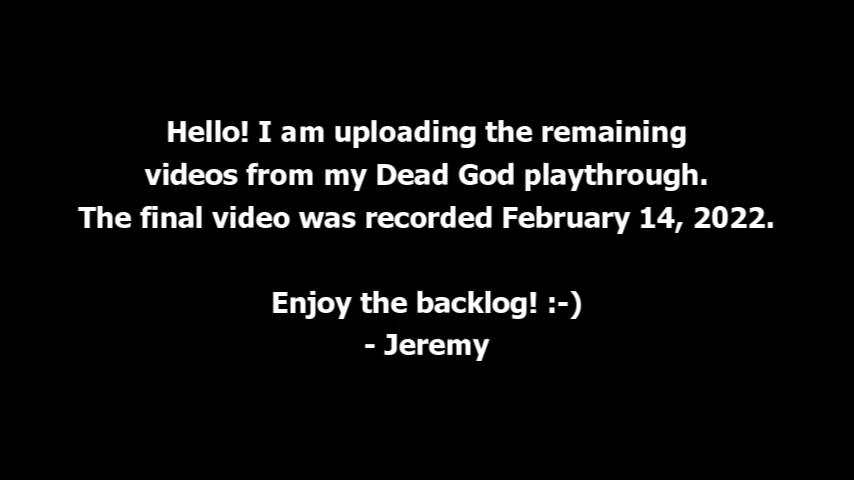 Hello! I am uploading the remaining
videos from my Dead God playthrough.
The final video was recorded February 14, 2022.
Enjoy the backlog! :-)
- Jeremy